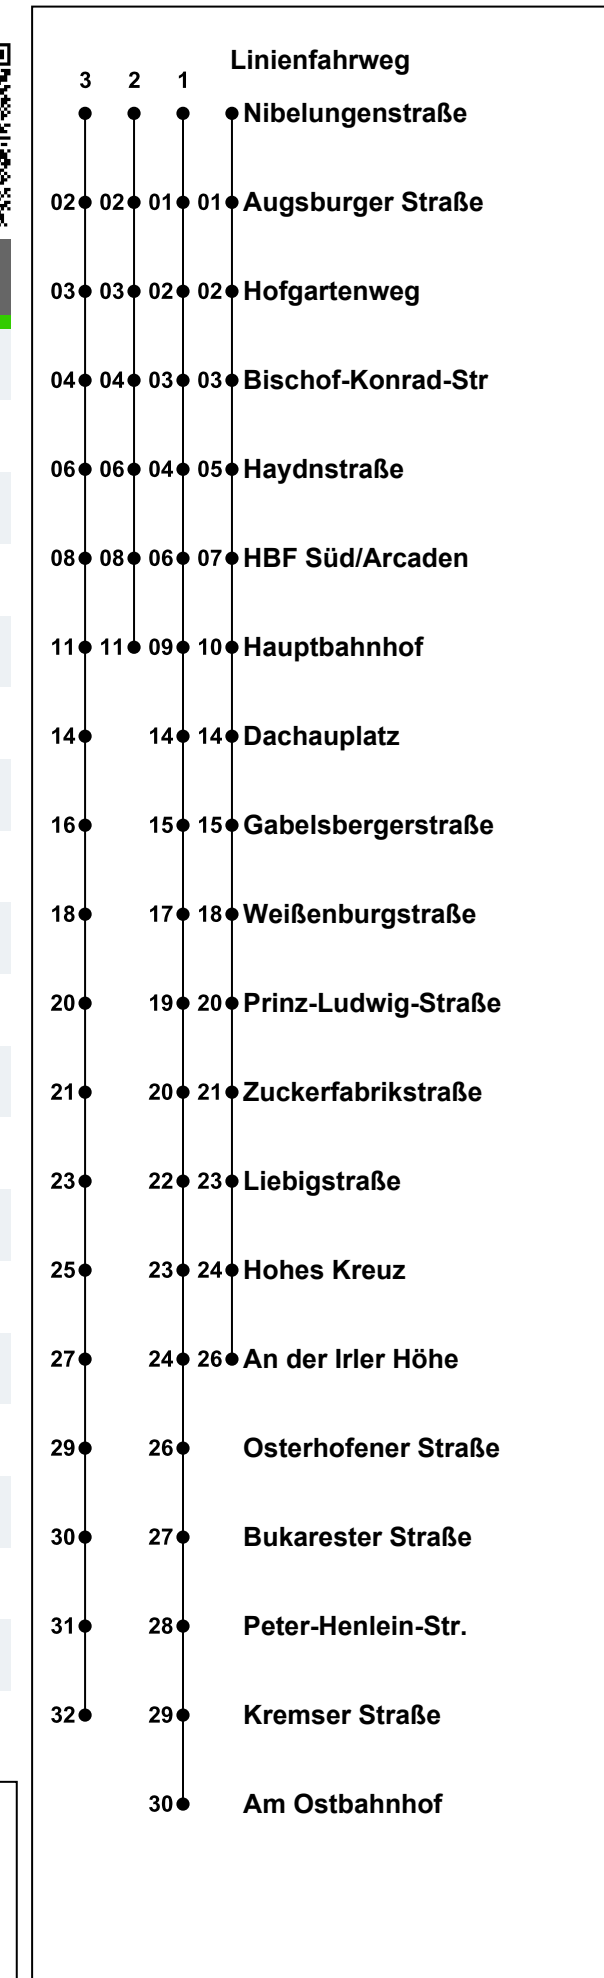 Linienfahrweg
3 2 1
Nibelungenstraße
02 02 01 01 Augsburger Straße
03 03 02 02 Hofgartenweg
04 04 03 03 Bischof-Konrad-Str
06 06 04 05 Haydnstraße
08 08 06 07 HBF Süd/Arcaden
11 11 09 10 Hauptbahnhof
14 14 14 Dachauplatz
16 15 15 Gabelsbergerstraße
18 17 18 Weißenburgstraße
20 19 20 Prinz-Ludwig-Straße
21 20 21 Zuckerfabrikstraße
23 22 23 Liebigstraße
25 23 24 Hohes Kreuz
27 24 26 An der Irler Höhe
29 26 Osterhofener Straße
30 27 Bukarester Straße
31 28 Peter-Henlein-Str.
32 29 Kremser Straße
30 Am Ostbahnhof